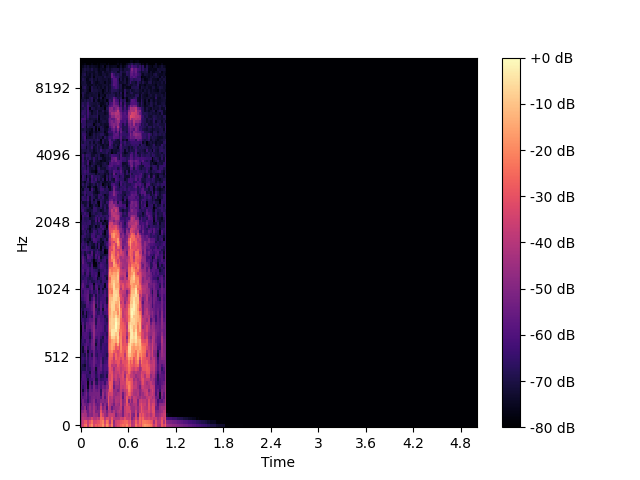 Hz
8192
4096
2048
1024
512
0
0 0.6 1.2 1.8 2.4 3 3.6 4.2 4.8
Time
+0 dB
-10 dB
-20 dB
-30 dB
-40 dB
-50 dB
-60 dB
-70 dB
-80 dB